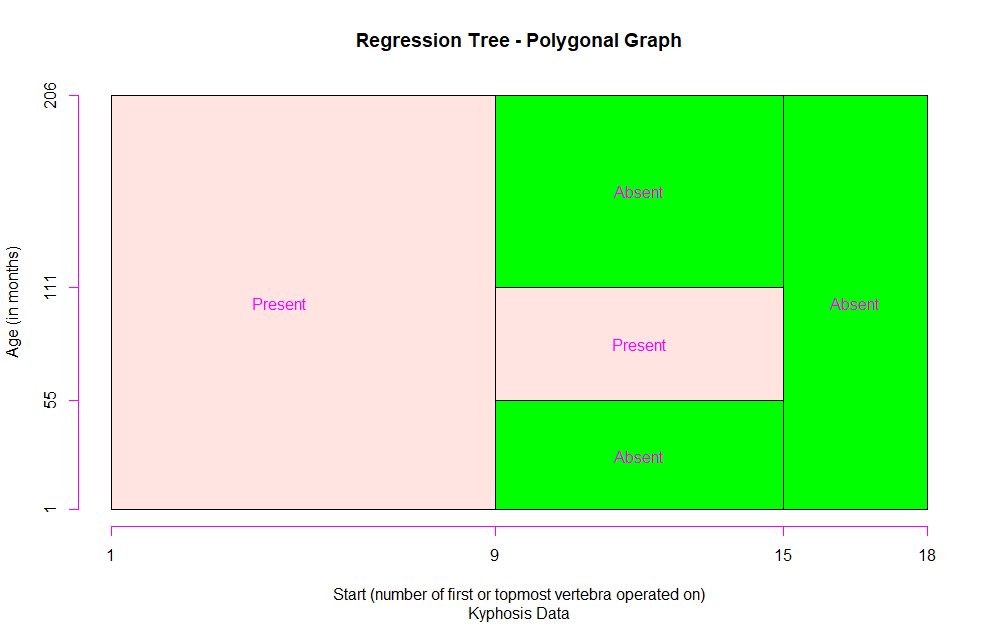 Regression Tree - Polygonal Graph
Age (in months)
206
111
55
1
Present
Absent
Present
Absent
Absent
1 9 15 18
Start (number of first or topmost vertebra operated on)
Kyphosis Data